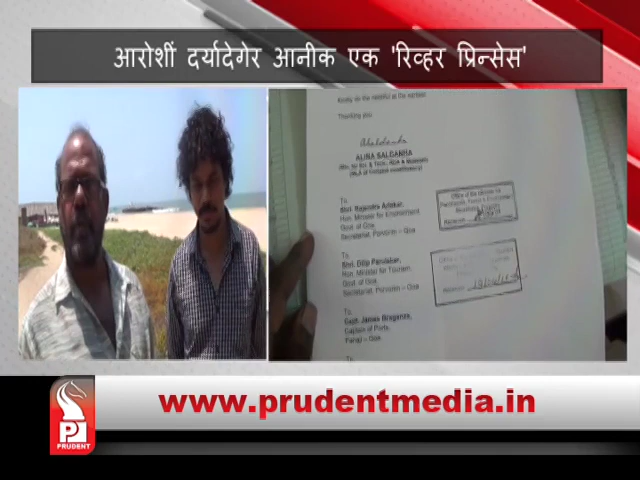 आरोशीं दर्यादेगेर आनीक एक 'रिव्हर प्रिन्सेस'
Kindly do the needful at the earliest.
Thanking you
ALINA SALDANHA
To
Shri. Rajendra Arlekar,
Hon. Minister for Environment
Govt. of Goa
Secretariat, Porvorim – Goa
To
Shri. Dilip Parulekar,
Hon. Minister for Tourism
Govt. of Goa
Secretariat, Porvorim – Goa
To
Capt. James Braganza,
Captain of Ports,
Panaji – Goa
To
www.prudentmedia.in
P
PRUDENT